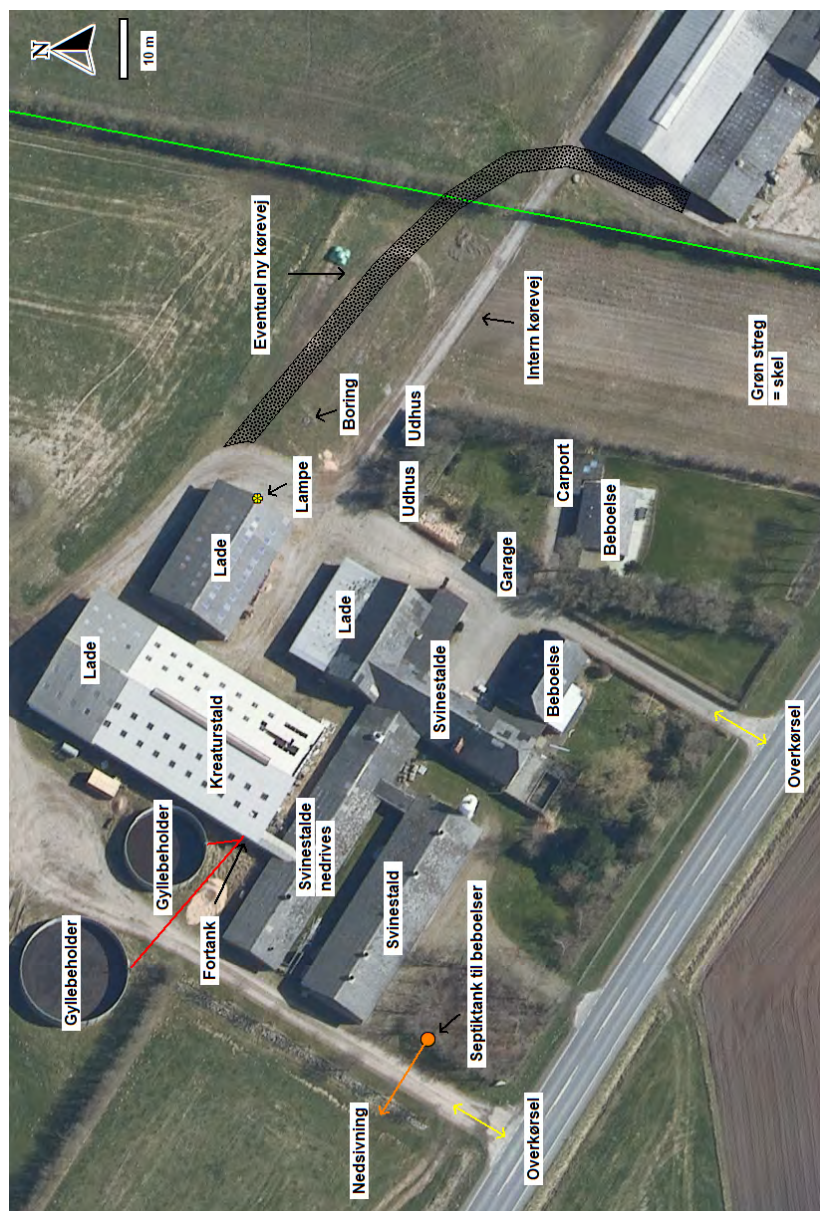 N
10 m
Gyllebeholder
Lade
Gyllebeholder
Fortank
Kreaturstald
Lade
Eventuel ny kørevej
Svinestalde
nedrives
Lampe
Lade
Boring
Nedsivning
Svinestald
Udhus
Udhus
Svinestalde
Septiktank til beboelser
Garage
Overkørsel
Intern kørevej
Beboelse
Carport
Beboelse
Grøn streg
= skel
Overkørsel